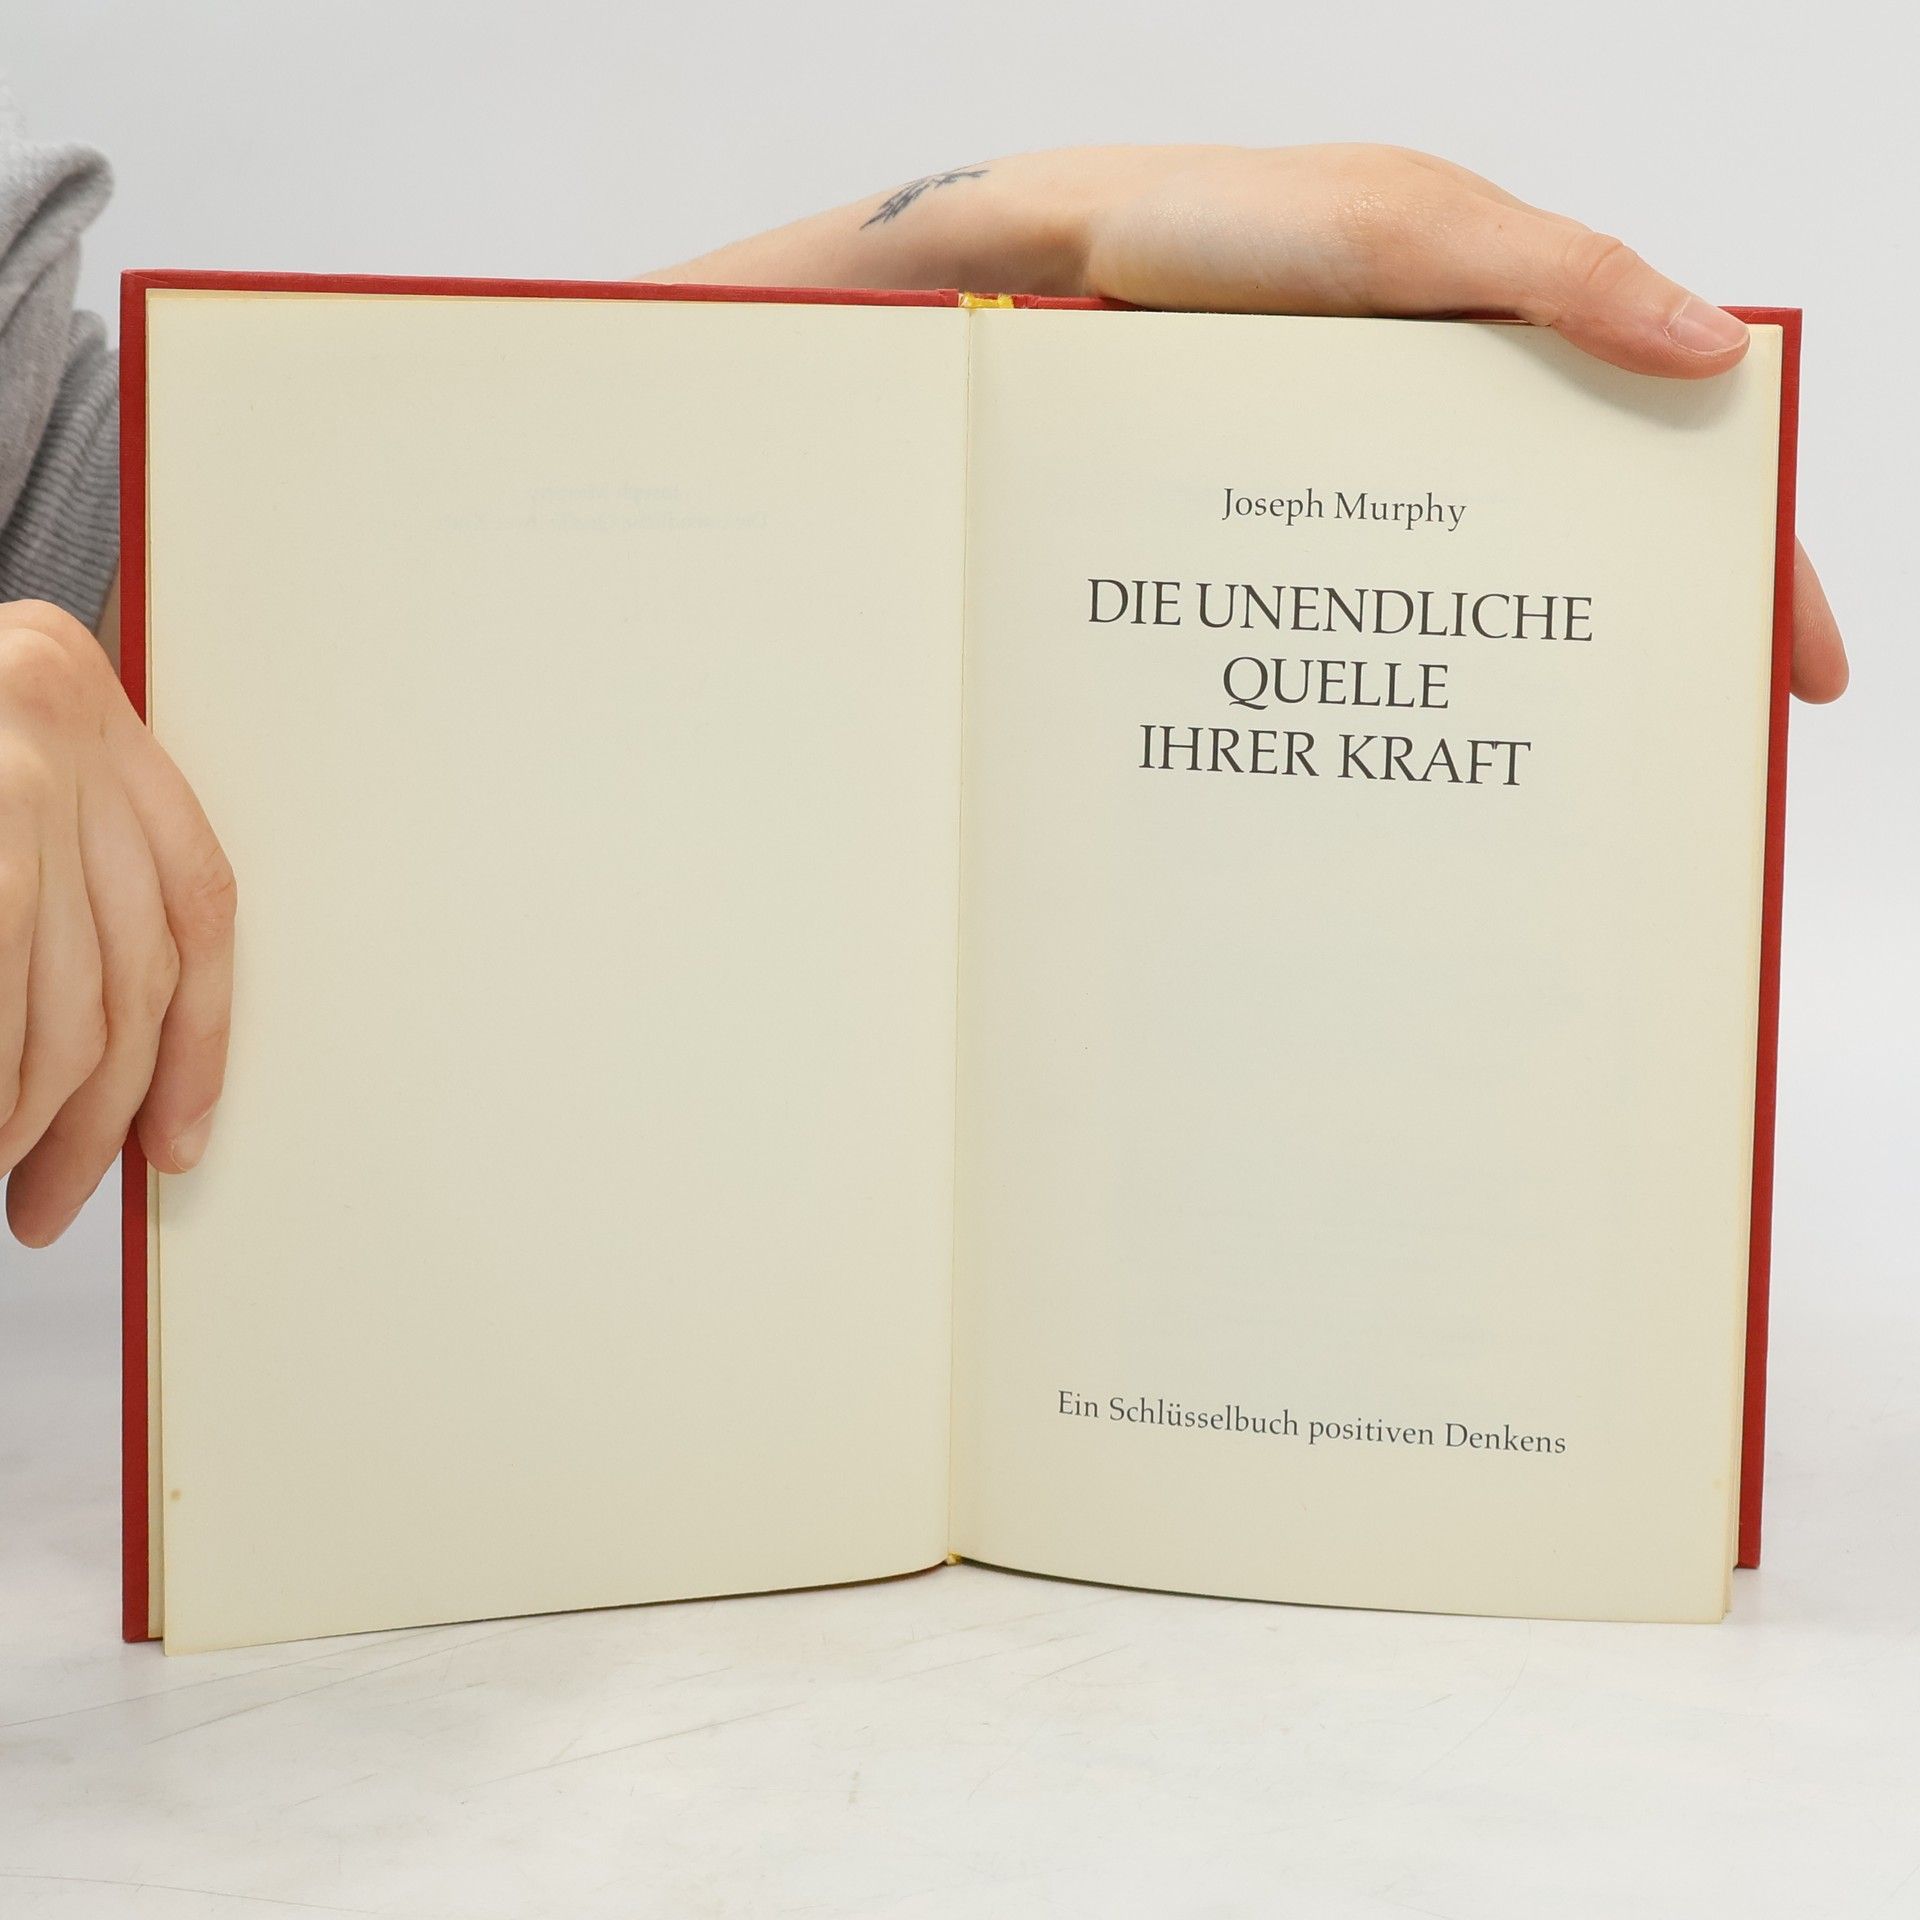 Joseph Murphy
DIE UNENDLICHE
QUELLE
IHRER KRAFT
Ein Schlüsselbuch positiven Denkens